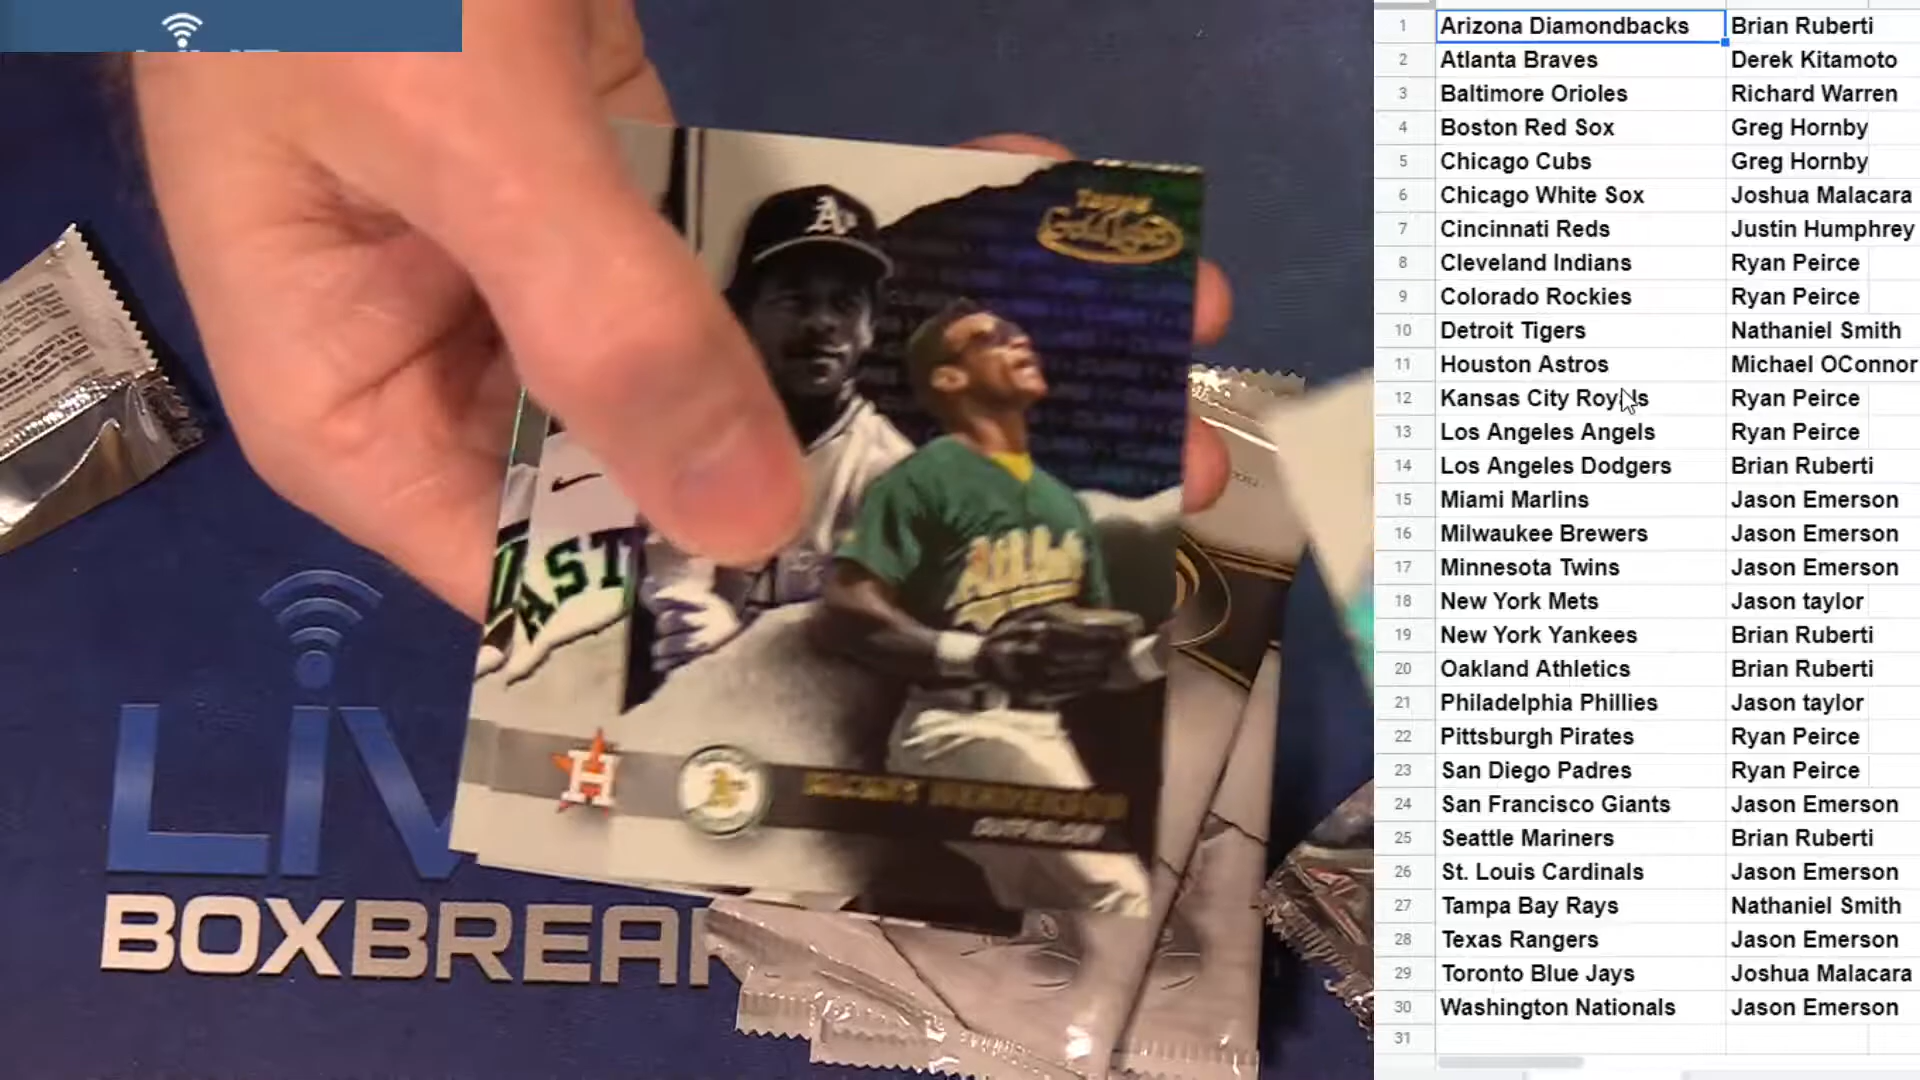 Topps
Gold Label
A's
AST
Athletics
RICKEY HENDERSON
OUTFIELDER
LIV
BOXBREA
1 Arizona Diamondbacks Brian Ruberti
2 Atlanta Braves Derek Kitamoto
3 Baltimore Orioles Richard Warren
4 Boston Red Sox Greg Hornby
5 Chicago Cubs Greg Hornby
6 Chicago White Sox Joshua Malacara
7 Cincinnati Reds Justin Humphrey
8 Cleveland Indians Ryan Peirce
9 Colorado Rockies Ryan Peirce
10 Detroit Tigers Nathaniel Smith
11 Houston Astros Michael OConnor
12 Kansas City Royals Ryan Peirce
13 Los Angeles Angels Ryan Peirce
14 Los Angeles Dodgers Brian Ruberti
15 Miami Marlins Jason Emerson
16 Milwaukee Brewers Jason Emerson
17 Minnesota Twins Jason Emerson
18 New York Mets Jason taylor
19 New York Yankees Brian Ruberti
20 Oakland Athletics Brian Ruberti
21 Philadelphia Phillies Jason taylor
22 Pittsburgh Pirates Ryan Peirce
23 San Diego Padres Ryan Peirce
24 San Francisco Giants Jason Emerson
25 Seattle Mariners Brian Ruberti
26 St. Louis Cardinals Jason Emerson
27 Tampa Bay Rays Nathaniel Smith
28 Texas Rangers Jason Emerson
29 Toronto Blue Jays Joshua Malacara
30 Washington Nationals Jason Emerson
31